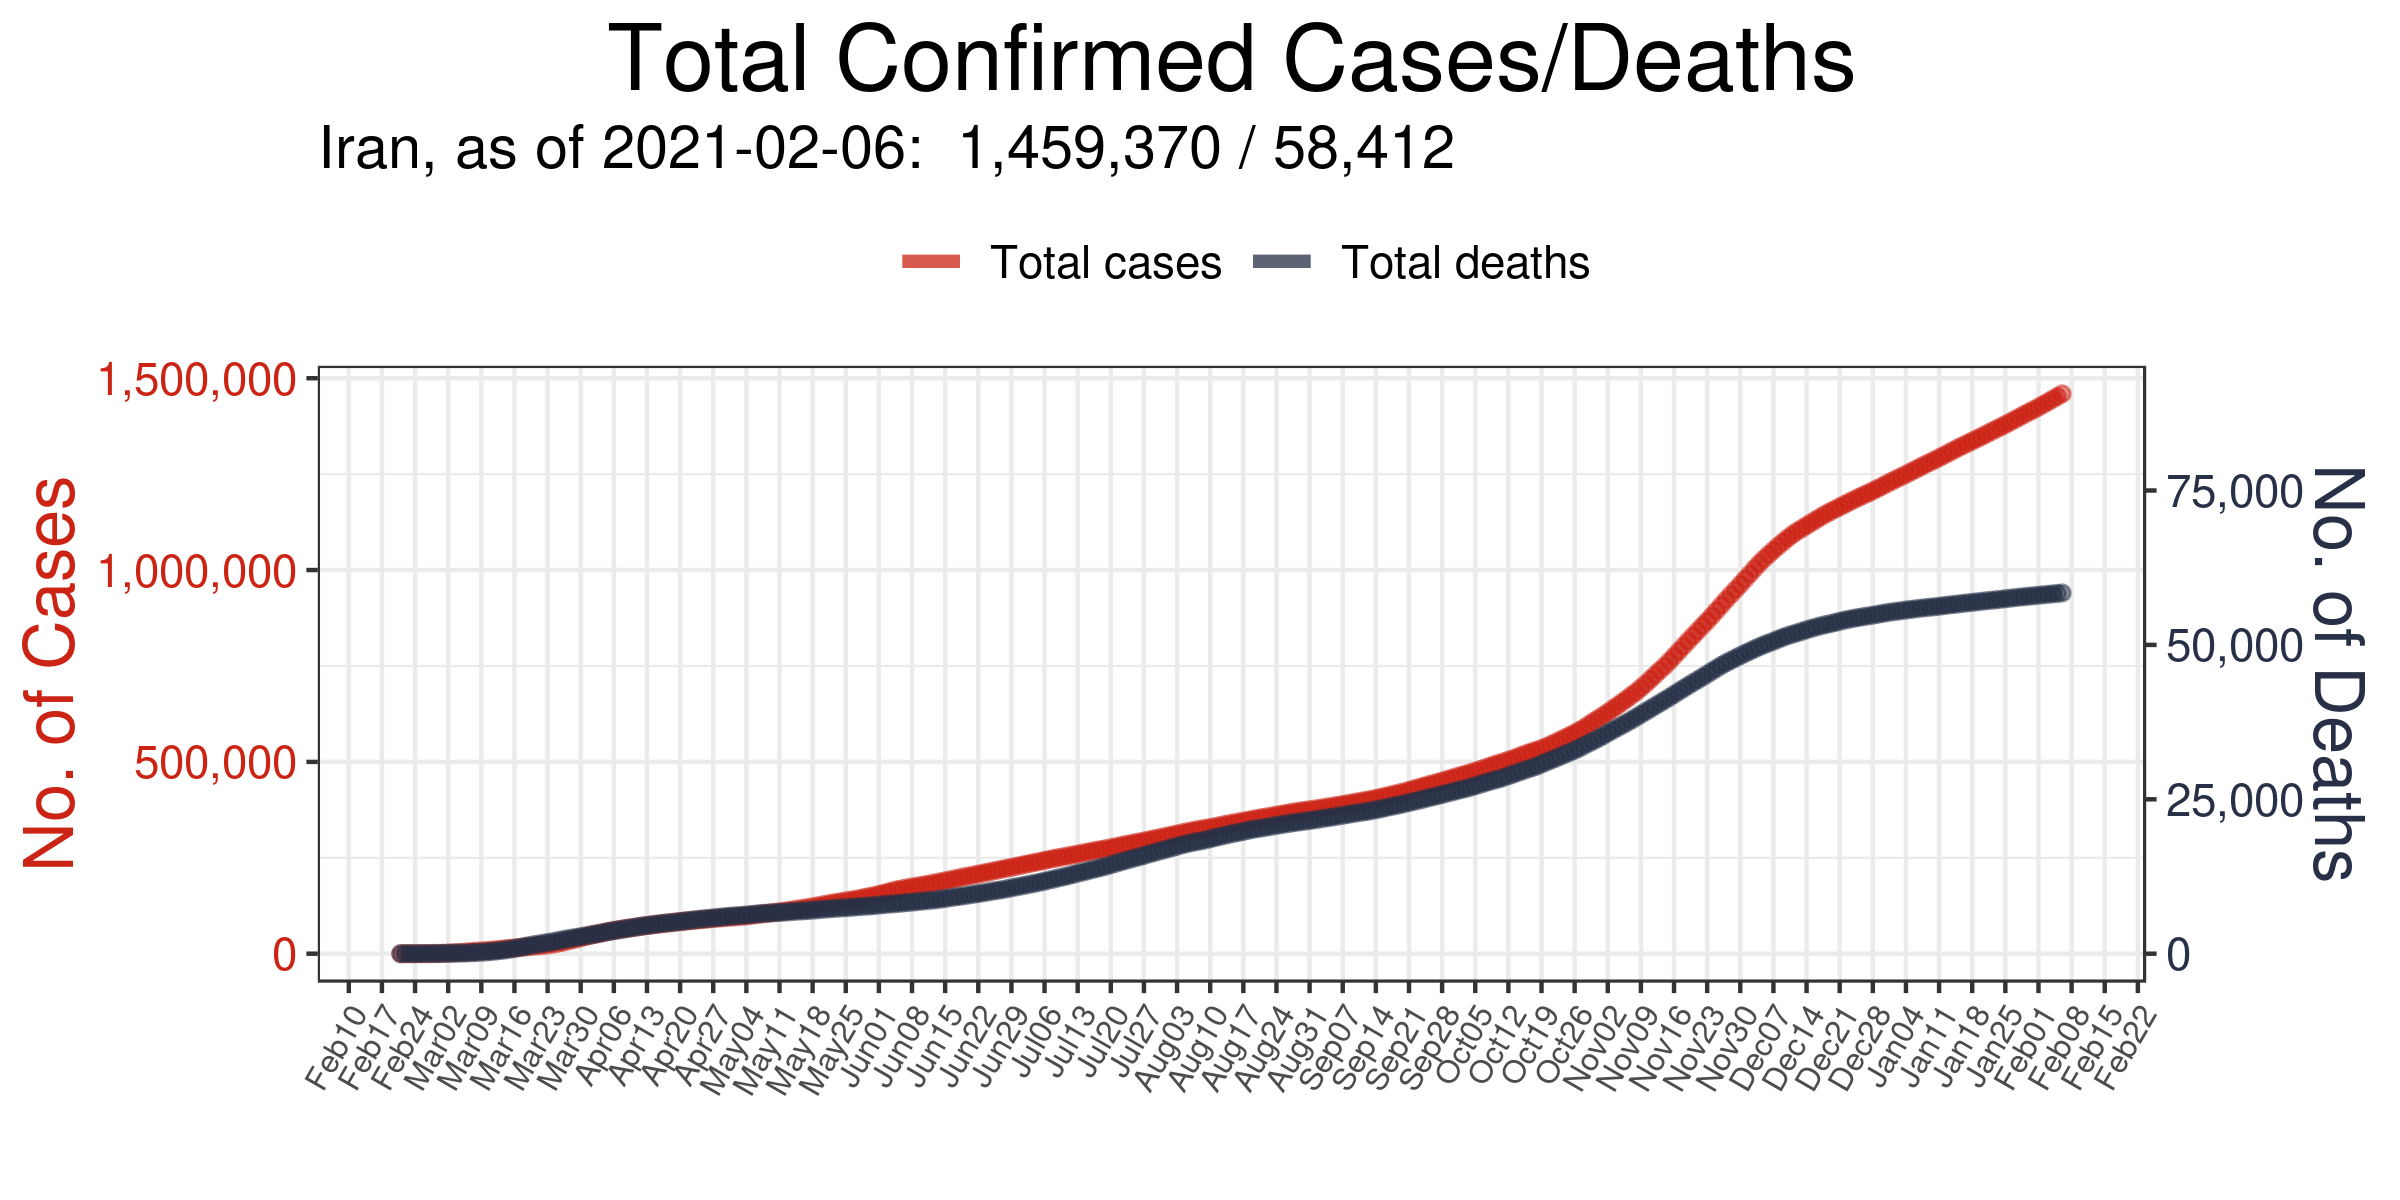 Total Confirmed Cases/Deaths
Iran, as of 2021-02-06:  1,459,370 / 58,412
Total cases
Total deaths
No. of Cases
1,500,000
1,000,000
500,000
0
75,000
50,000
25,000
0
No. of Deaths
Feb10
Feb17
Feb24
Mar02
Mar09
Mar16
Mar23
Mar30
Apr06
Apr13
Apr20
Apr27
May04
May11
May18
May25
Jun01
Jun08
Jun15
Jun22
Jun29
Jul06
Jul13
Jul20
Jul27
Aug03
Aug10
Aug17
Aug24
Aug31
Sep07
Sep14
Sep21
Sep28
Oct05
Oct12
Oct19
Oct26
Nov02
Nov09
Nov16
Nov23
Nov30
Dec07
Dec14
Dec21
Dec28
Jan04
Jan11
Jan18
Jan25
Feb01
Feb08
Feb15
Feb22